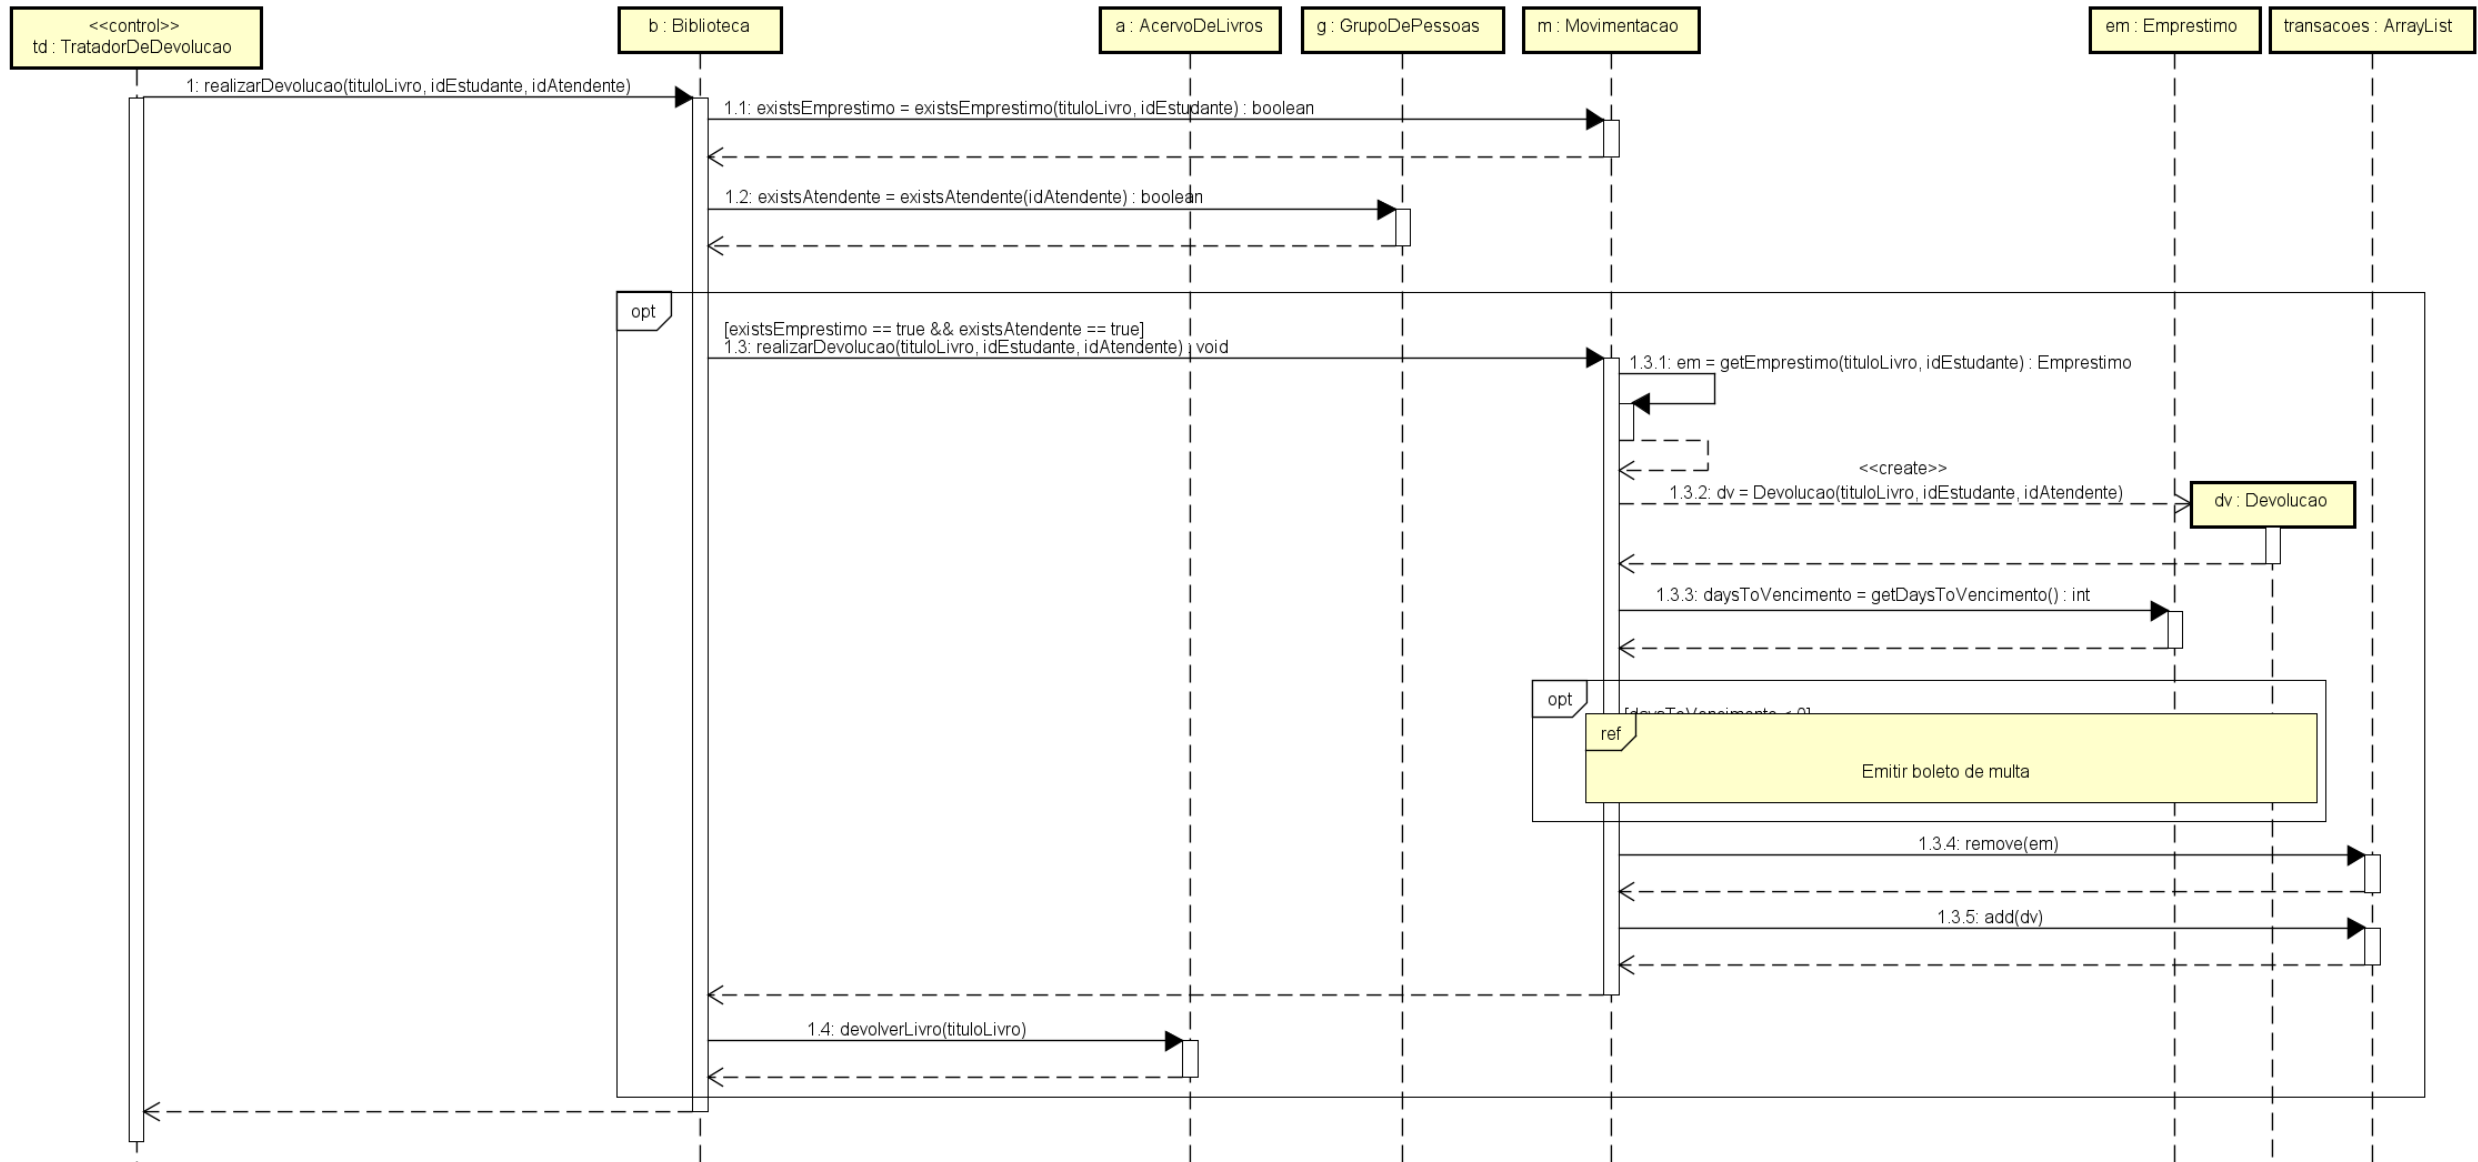 <<control>>
td : TratadorDeDevolucao
b : Biblioteca
a : AcervoDeLivros
g : GrupoDePessoas
m : Movimentacao
em : Emprestimo
transacoes : ArrayList
1: realizarDevolucao(tituloLivro, idEstudante, idAtendente)
1.1: existsEmprestimo = existsEmprestimo(tituloLivro, idEstudante) : boolean
1.2: existsAtendente = existsAtendente(idAtendente) : boolean
opt
[existsEmprestimo == true && existsAtendente == true]
1.3: realizarDevolucao(tituloLivro, idEstudante, idAtendente) : void
1.3.1: em = getEmprestimo(tituloLivro, idEstudante) : Emprestimo
<<create>>
1.3.2: dv = Devolucao(tituloLivro, idEstudante, idAtendente)
dv : Devolucao
1.3.3: daysToVencimento = getDaysToVencimento() : int
opt
[daysToVencimento < 0]
ref
Emitir boleto de multa
1.3.4: remove(em)
1.3.5: add(dv)
1.4: devolverLivro(tituloLivro)